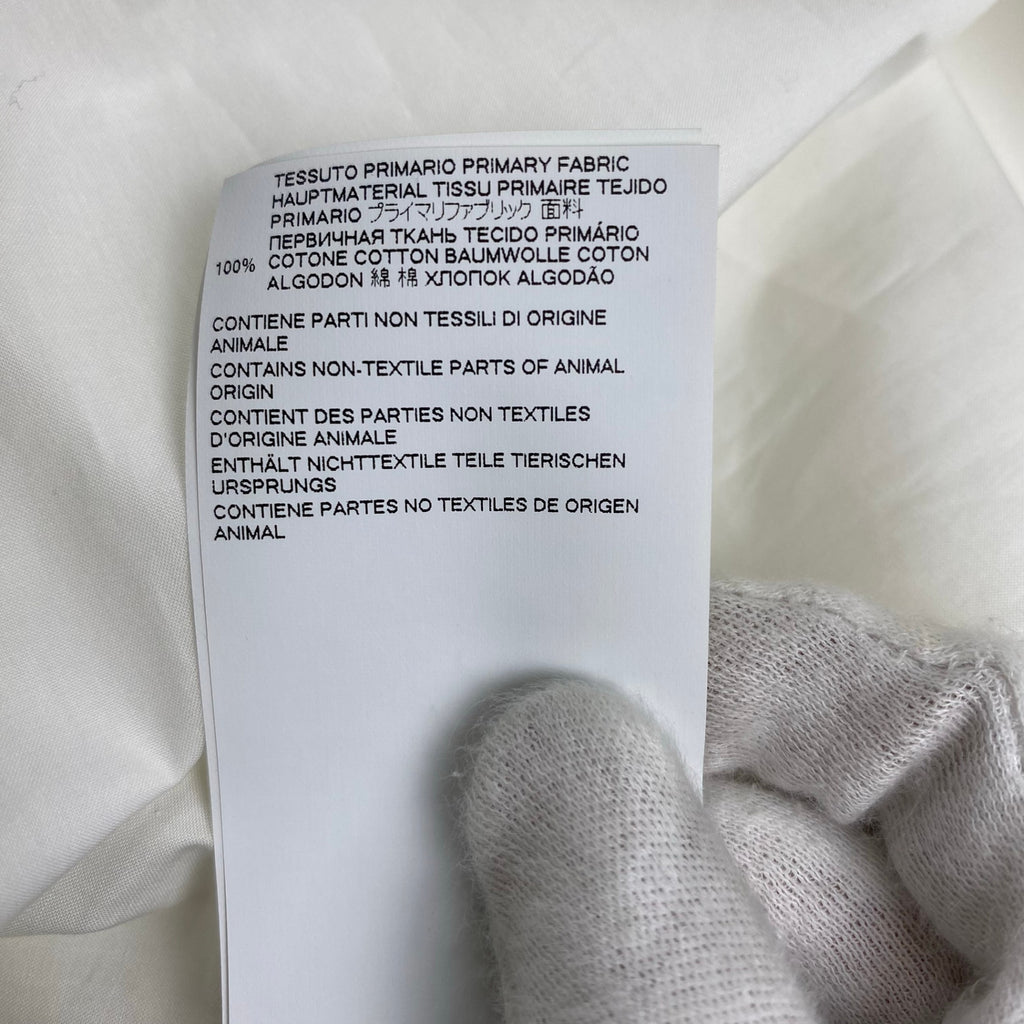 TESSUTO PRIMARIO PRIMARY FABRIC
HAUPTMATERIAL TISSU PRIMAIRE TEJIDO
PRIMARIO プライマリファブリック 面料
ПЕРВИЧНАЯ ТКАНЬ TECIDO PRIMÁRIO
100% COTONE COTTON BAUMWOLLE COTON
ALGODON 綿 棉 ХЛОПОК ALGODÃO
CONTIENE PARTI NON TESSILI DI ORIGINE
ANIMALE
CONTAINS NON-TEXTILE PARTS OF ANIMAL
ORIGIN
CONTIENT DES PARTIES NON TEXTILES
D'ORIGINE ANIMALE
ENTHÄLT NICHTTEXTILE TEILE TIERISCHEN
URSPRUNGS
CONTIENE PARTES NO TEXTILES DE ORIGEN
ANIMAL